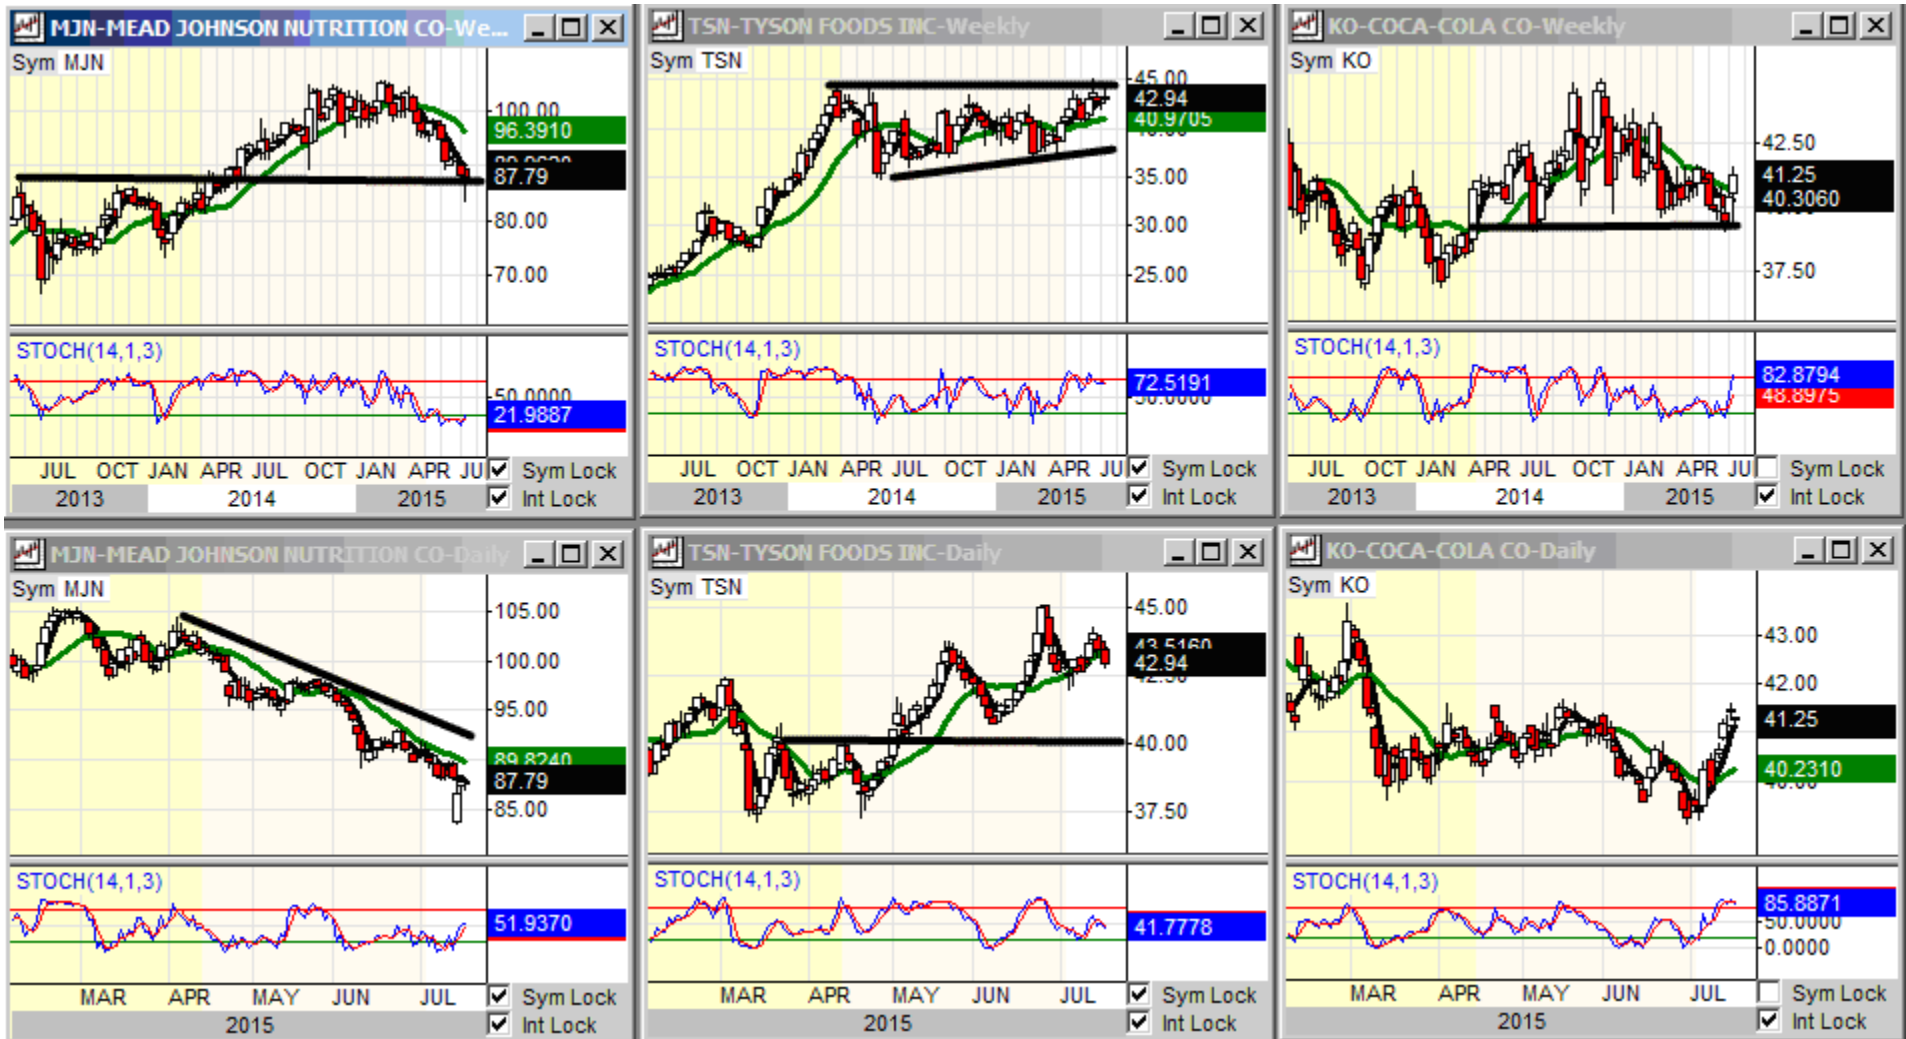 MJN-MEAD JOHNSON NUTRITION CO-We...
Sym MJN
100.00
96.3910
87.79
80.00
70.00
STOCH(14,1,3)
50.0000
21.9887
JUL OCT JAN APR JUL OCT JAN APR JU
2013 2014 2015
Sym Lock
Int Lock
TSN-TYSON FOODS INC-Weekly
Sym TSN
45.00
42.94
40.9705
35.00
30.00
25.00
STOCH(14,1,3)
72.5191
JUL OCT JAN APR JUL OCT JAN APR JU
2013 2014 2015
Sym Lock
Int Lock
KO-COCA-COLA CO-Weekly
Sym KO
42.50
41.25
40.3060
37.50
STOCH(14,1,3)
82.8794
48.8975
JUL OCT JAN APR JUL OCT JAN APR JU
2013 2014 2015
Sym Lock
Int Lock
MJN-MEAD JOHNSON NUTRITION CO-Daily
Sym MJN
105.00
100.00
95.00
89.8240
87.79
85.00
STOCH(14,1,3)
51.9370
MAR APR MAY JUN JUL
2015
Sym Lock
Int Lock
TSN-TYSON FOODS INC-Daily
Sym TSN
45.00
43.5160
42.94
40.00
37.50
STOCH(14,1,3)
41.7778
MAR APR MAY JUN JUL
2015
Sym Lock
Int Lock
KO-COCA-COLA CO-Daily
Sym KO
43.00
42.00
41.25
40.2310
STOCH(14,1,3)
85.8871
50.0000
0.0000
MAR APR MAY JUN JUL
2015
Sym Lock
Int Lock